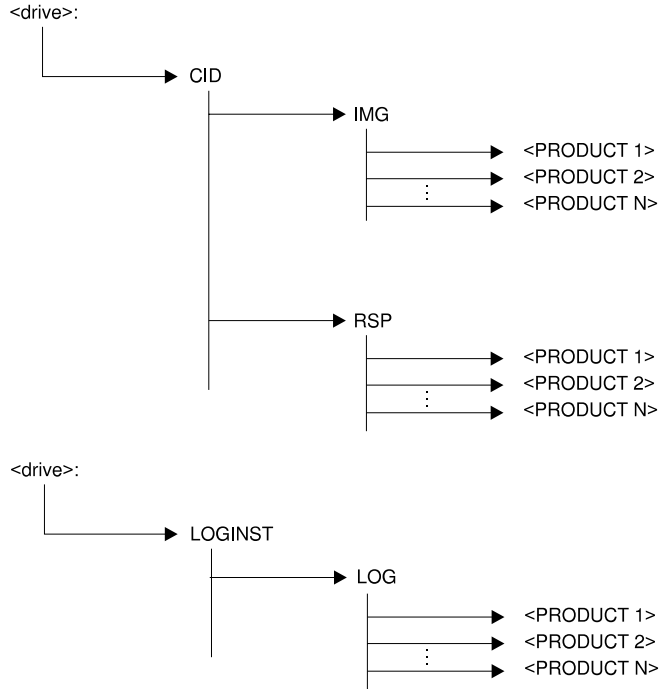 <drive>:
CID
IMG
<PRODUCT 1>
<PRODUCT 2>
<PRODUCT N>
RSP
<PRODUCT 1>
<PRODUCT 2>
<PRODUCT N>
<drive>:
LOGINST
LOG
<PRODUCT 1>
<PRODUCT 2>
<PRODUCT N>